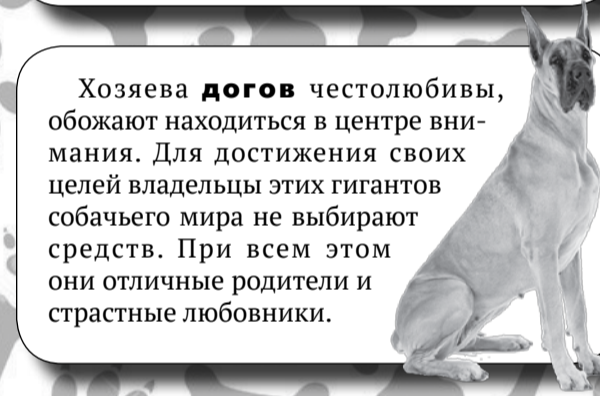 Хозяева догов честолюбивы,
обожают находиться в центре вни-
мания. Для достижения своих
целей владельцы этих гигантов
собачьего мира не выбирают
средств. При всем этом
они отличные родители и
страстные любовники.